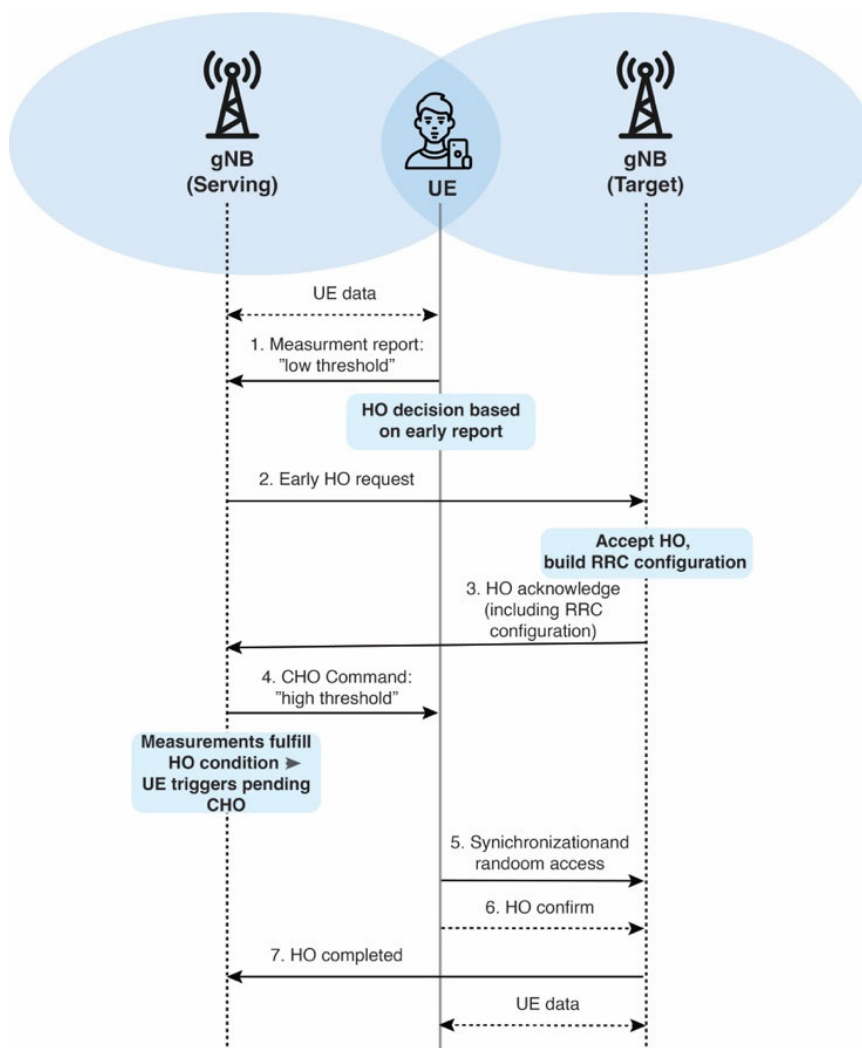 gNB
(Serving)
UE
gNB
(Target)
UE data
1. Measurment report:
”low threshold”
HO decision based
on early report
2. Early HO request
Accept HO,
build RRC configuration
3. HO acknowledge
(including RRC
configuration)
4. CHO Command:
”high threshold”
Measurements fulfill
HO condition ➤
UE triggers pending
CHO
5. Synichronizationand
randoom access
6. HO confirm
7. HO completed
UE data